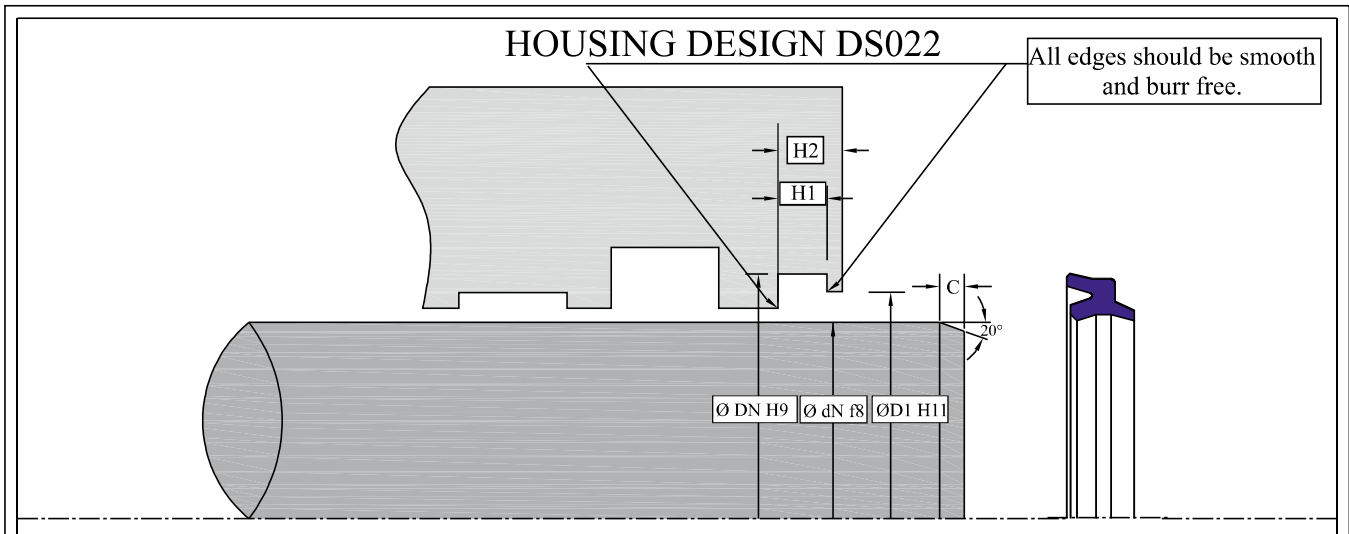 HOUSING DESIGN DS022
All edges should be smooth
and burr free.
H2
H1
C
20°
Ø DN H9
Ø dN f8
ØD1 H11